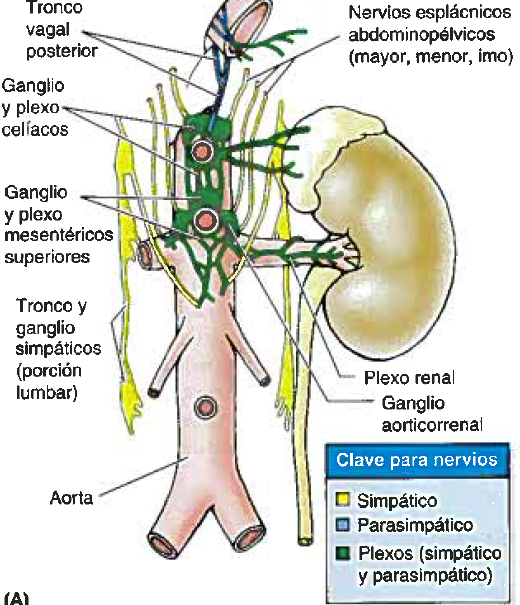 Tronco
vagal
posterior
Nervios esplácnicos
abdominopélvicos
(mayor, menor, imo)
Ganglio
y plexo
celíacos
Ganglio
y plexo
mesentéricos
superiores
Tronco y
ganglio
simpáticos
(porción
lumbar)
Plexo renal
Ganglio
aorticorrenal
Aorta
Clave para nervios
Simpático
Parasimpático
Plexos (simpático
y parasimpático)
(A)